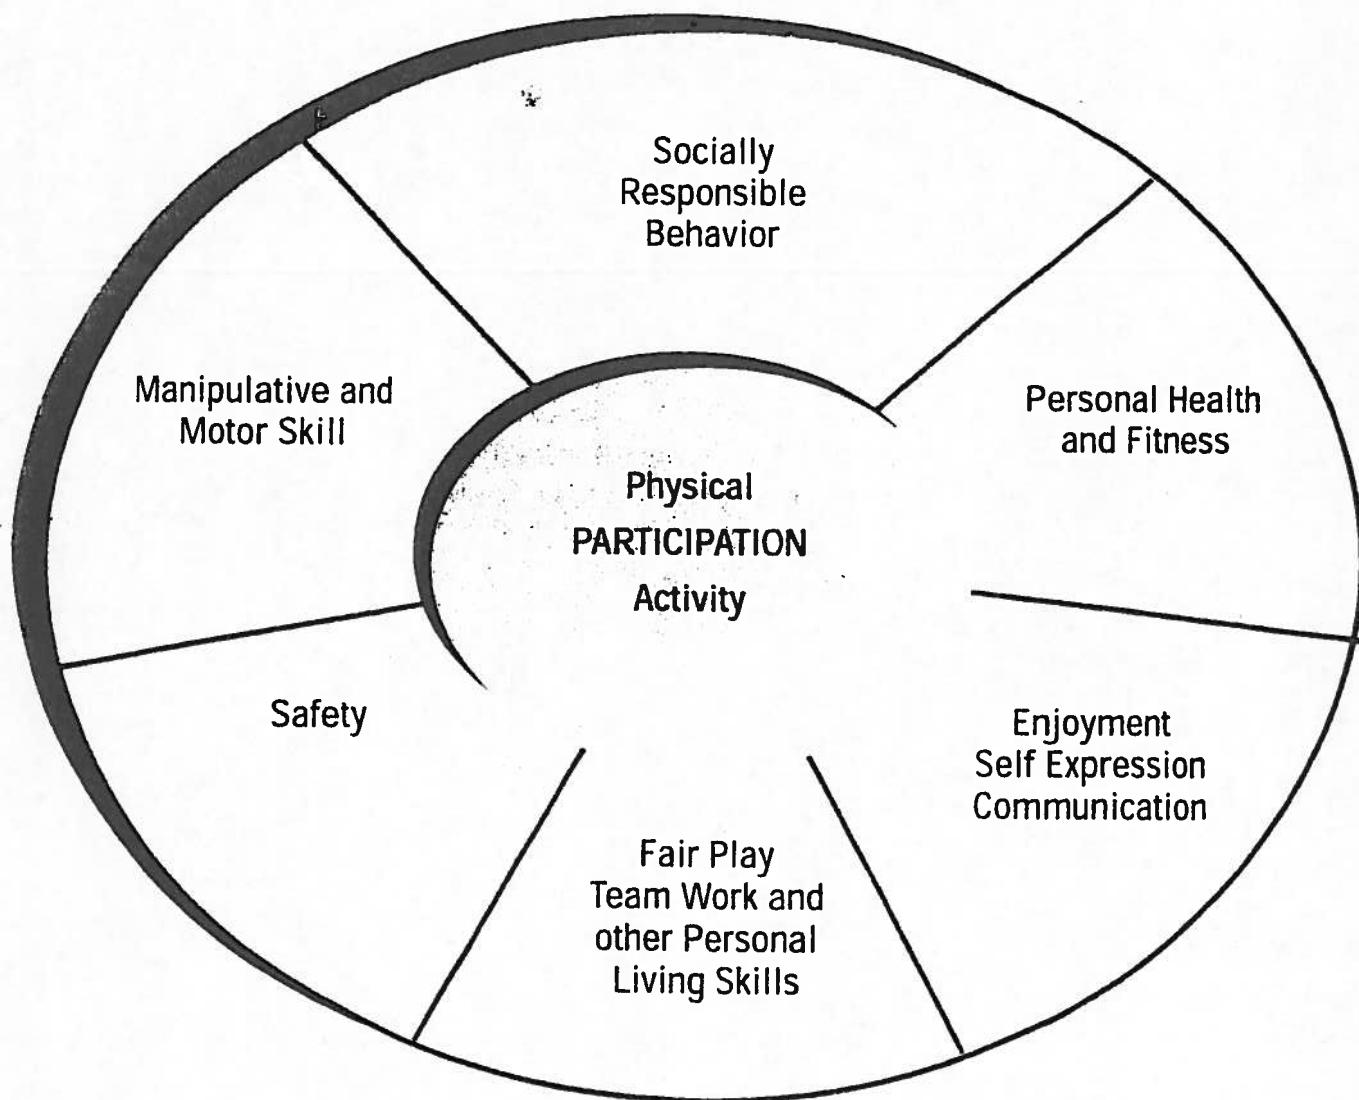 Socially
Responsible
Behavior
Personal Health
and Fitness
Enjoyment
Self Expression
Communication
Fair Play
Team Work and
other Personal
Living Skills
Safety
Manipulative and
Motor Skill
Physical
PARTICIPATION
Activity